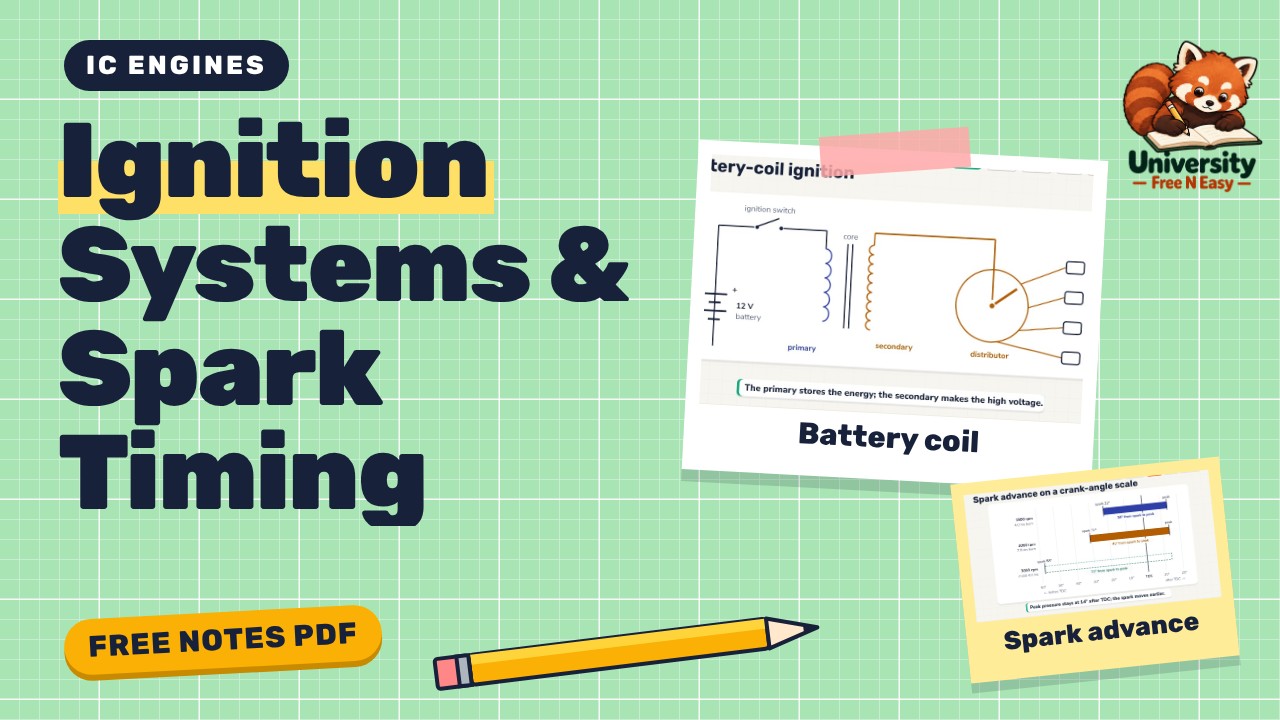 IC ENGINES
Ignition
Systems &
Spark
Timing
FREE NOTES PDF
University
Free N Easy
tery-coil ignition
ignition switch
core
+
12 V
battery
primary
secondary
distributor
The primary stores the energy; the secondary makes the high voltage.
Battery coil
Spark advance on a crank-angle scale
TDC
Peak pressure stays at 14° after TDC; the spark moves earlier.
Spark advance